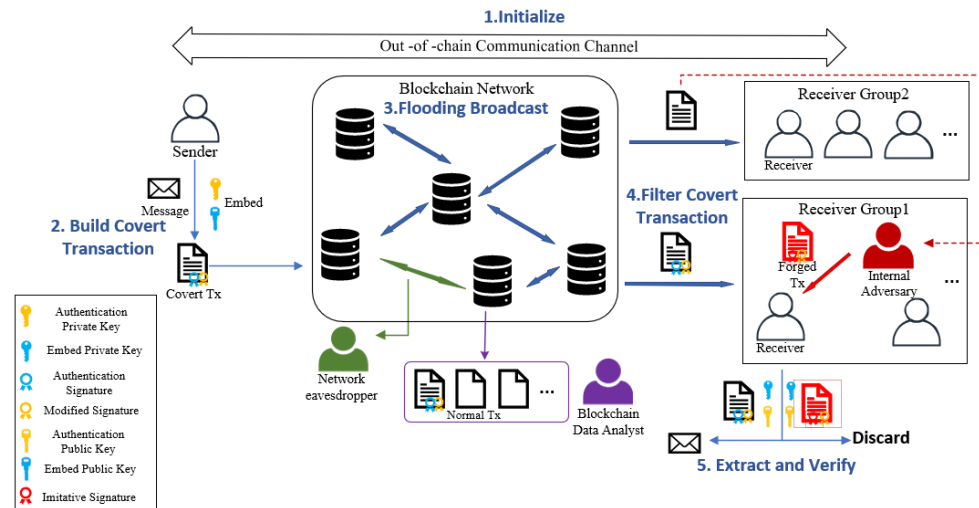 1.Initialize
Out -of -chain Communication Channel
Blockchain Network
3.Flooding Broadcast
Receiver Group2
...
Receiver
Sender
Message
Embed
2. Build Covert
Transaction
Covert Tx
4.Filter Covert
Transaction
Receiver Group1
Forged
Tx
Internal
Adversary
...
Receiver
Network
eavesdropper
...
Normal Tx
Blockchain
Data Analyst
Discard
5. Extract and Verify
Authentication
Private Key
Embed Private Key
Authentication
Signature
Modified Signature
Authentication
Public Key
Embed Public Key
Imitative Signature